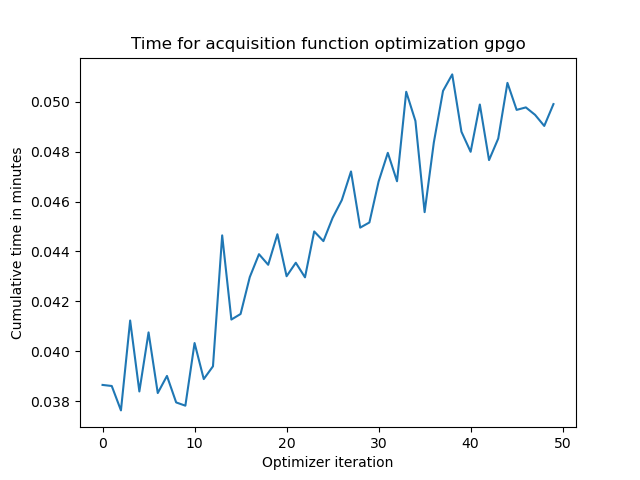 Time for acquisition function optimization gpgo
0.050
0.048
0.046
0.044
0.042
0.040
0.038
Cumulative time in minutes
0 10 20 30 40 50
Optimizer iteration